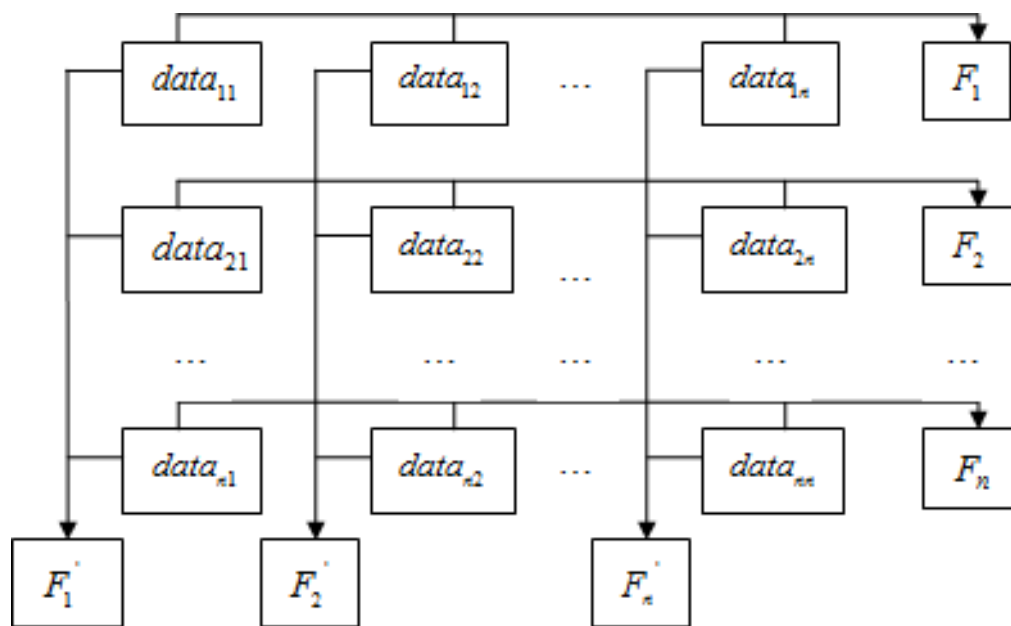 data₁₁ data₁₂ ... data₁ₙ F₁
data₂₁ data₂₂ ... data₂ₙ F₂
... ... ... ... ...
dataₙ₁ dataₙ₂ ... dataₙₙ Fₙ
F₁' F₂' Fₙ'